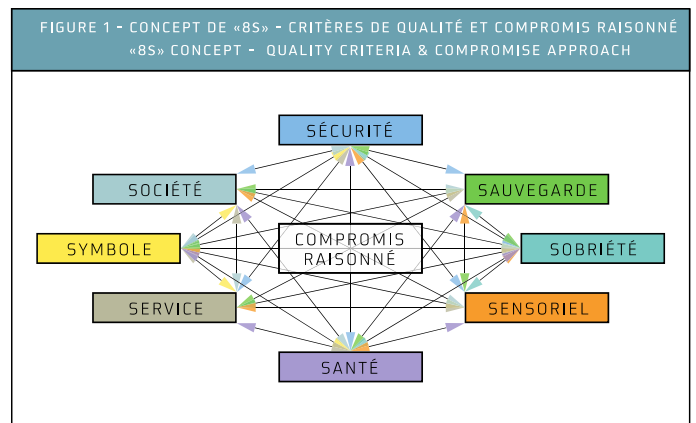 FIGURE 1 - CONCEPT DE «8S» - CRITÈRES DE QUALITÉ ET COMPROMIS RAISONNÉ
«8S» CONCEPT - QUALITY CRITERIA & COMPROMISE APPROACH
SÉCURITÉ
SOCIÉTÉ
SAUVEGARDE
SYMBOLE
COMPROMIS
RAISONNÉ
SOBRIÉTÉ
SERVICE
SENSORIEL
SANTÉ